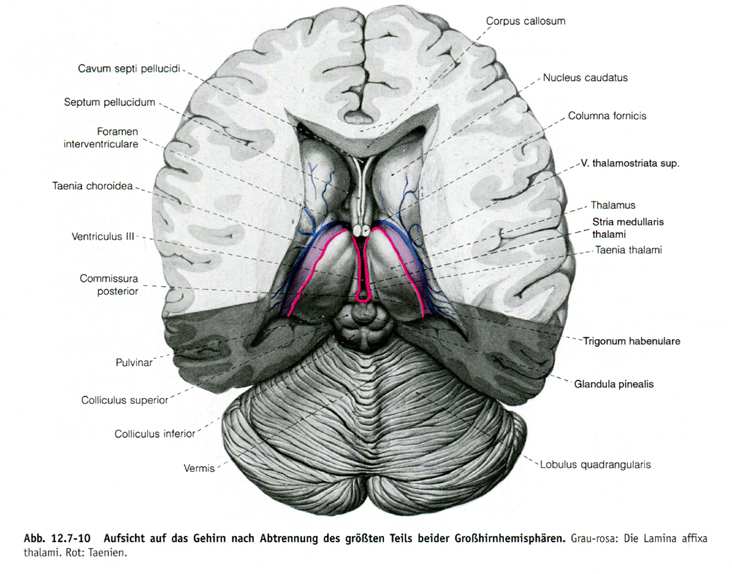 Corpus callosum
Cavum septi pellucidi
Nucleus caudatus
Septum pellucidum
Columna fornicis
Foramen
interventriculare
V. thalamostriata sup.
Taenia choroidea
Thalamus
Stria medullaris
thalami
Ventriculus III
Taenia thalami
Commissura
posterior
Trigonum habenulare
Pulvinar
Glandula pinealis
Colliculus superior
Colliculus inferior
Vermis
Lobulus quadrangularis
Abb. 12.7-10 Aufsicht auf das Gehirn nach Abtrennung des größten Teils beider Großhirnhemisphären. Grau-rosa: Die Lamina affixa
thalami. Rot: Taenien.